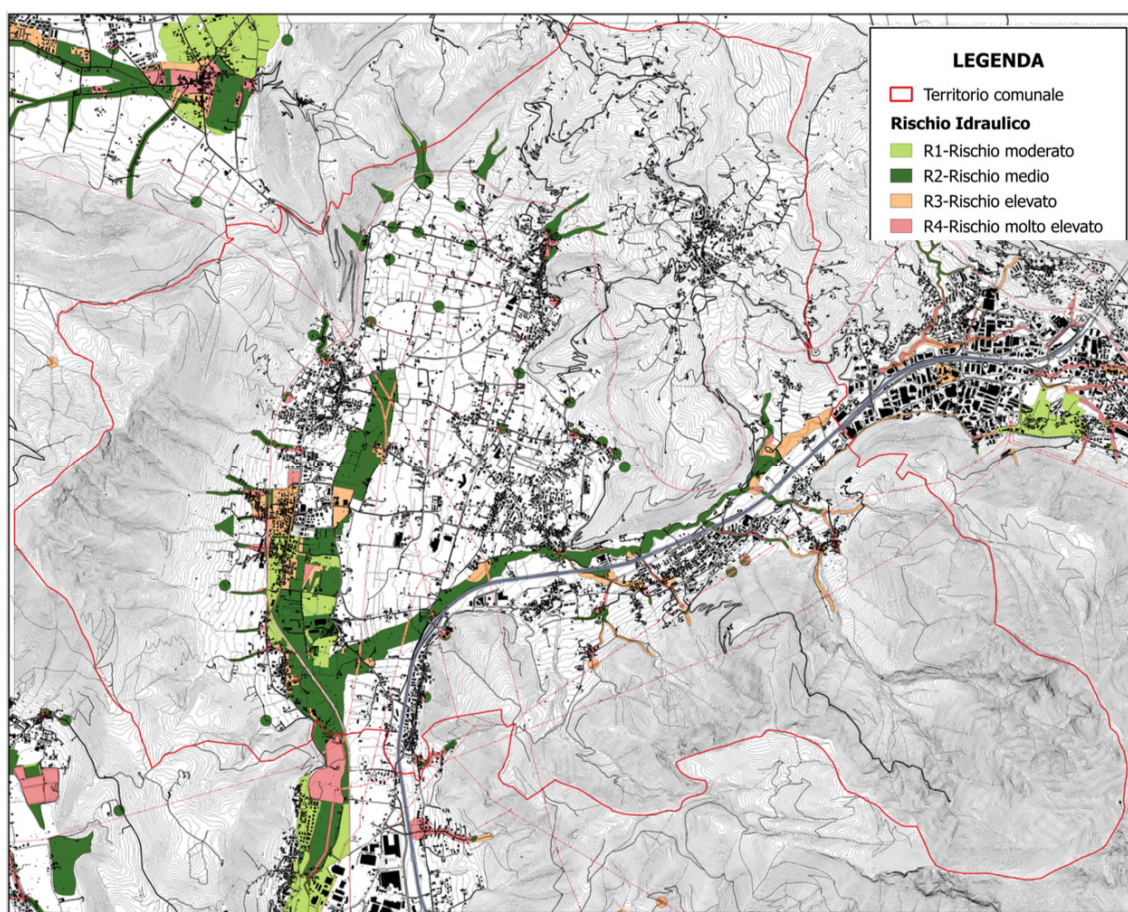 LEGENDA
Territorio comunale
Rischio Idraulico
R1-Rischio moderato
R2-Rischio medio
R3-Rischio elevato
R4-Rischio molto elevato